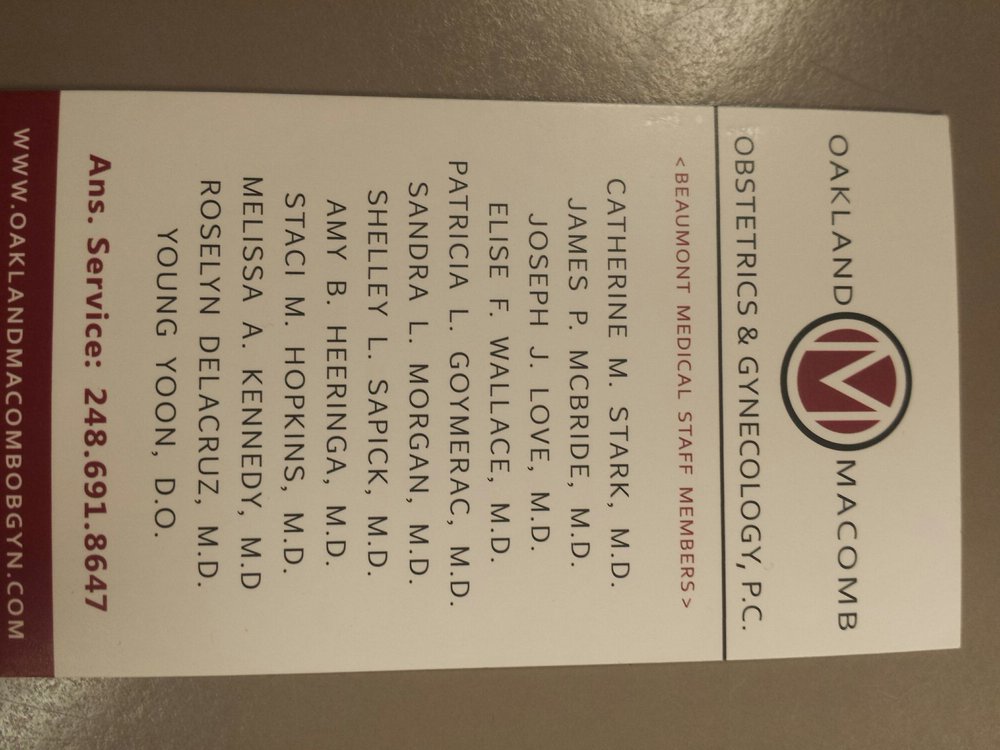 OAKLAND M MACOMB
OBSTETRICS & GYNECOLOGY, P.C.
<BEAUMONT MEDICAL STAFF MEMBERS>
CATHERINE M. STARK, M.D.
JAMES P. MCBRIDE, M.D.
JOSEPH J. LOVE, M.D.
ELISE F. WALLACE, M.D.
PATRICIA L. GOYMERAC, M.D.
SANDRA L. MORGAN, M.D.
SHELLEY L. SAPICK, M.D.
AMY B. HEERINGA, M.D.
STACI M. HOPKINS, M.D.
MELISSA A. KENNEDY, M.D
ROSELYN DELACRUZ, M.D.
YOUNG YOON, D.O.
Ans. Service: 248.691.8647
WWW.OAKLANDMACOMBOBGYN.COM